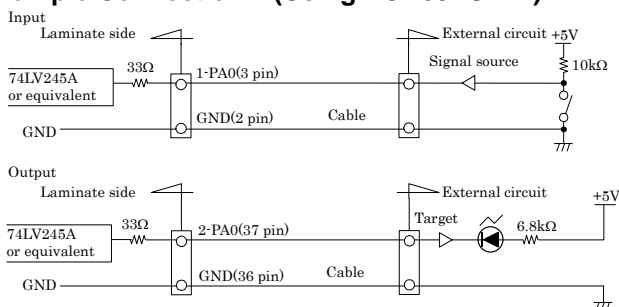 Input
Laminate side
External circuit
+5V
Signal source
33Ω
1-PA0(3 pin)
10kΩ
74LV245A
or equivalent
GND(2 pin)
Cable
GND
Output
Laminate side
External circuit
+5V
Target
33Ω
2-PA0(37 pin)
6.8kΩ
74LV245A
or equivalent
GND(36 pin)
Cable
GND